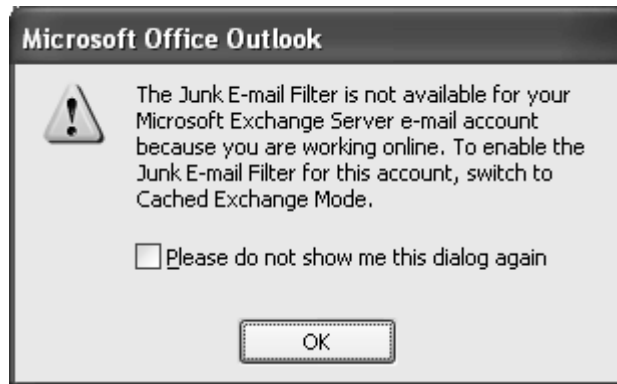 Microsoft Office Outlook
The Junk E-mail Filter is not available for your
Microsoft Exchange Server e-mail account
because you are working online. To enable the
Junk E-mail Filter for this account, switch to
Cached Exchange Mode.
Please do not show me this dialog again
OK